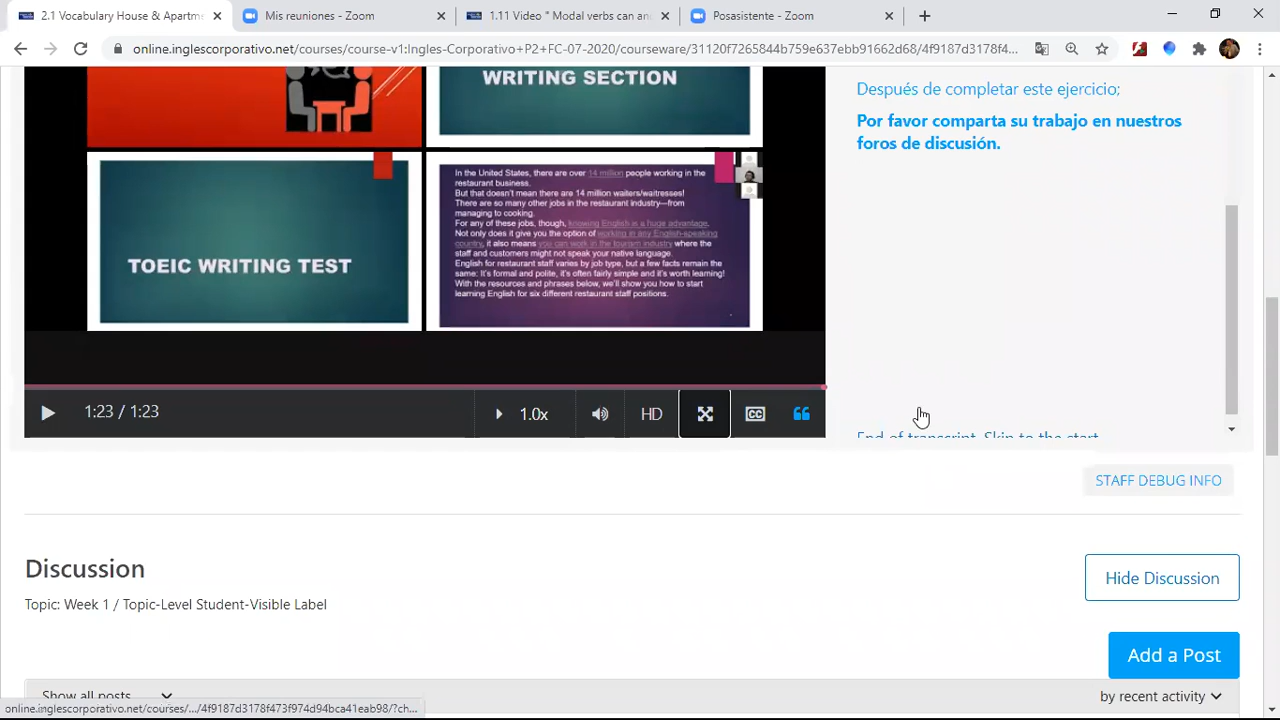 2.1 Vocabulary House & Apartm
Mis reuniones - Zoom
1.11 Video " Modal verbs can and
Posasistente - Zoom
online.inglescorporativo.net/courses/course-v1:Ingles-Corporativo+P2+FC-07-2020/courseware/31120f7265844b759e637ebb91662d68/4f9187d3178f4...
WRITING SECTION
TOEIC WRITING TEST
In the United States, there are over 14 million people working in the
restaurant business.
But that doesn't mean there are 14 million waiters/waitresses!
There are so many other jobs in the restaurant industry—from
managing to cooking.
For any of these jobs, though, knowing English is a huge advantage.
Not only does it give you the option of working in any English-speaking
country, it also means you can work in the tourism industry where the
staff and customers might not speak your native language.
English for restaurant staff varies by job type, but a few facts remain the
same: It's formal and polite, it's often fairly simple and it's worth learning!
With the resources and phrases below, we'll show you how to start
learning English for six different restaurant staff positions.
Después de completar este ejercicio;
Por favor comparta su trabajo en nuestros
foros de discusión.
End of transcript. Skip to the start.
1:23 / 1:23
1.0x
HD
CC
STAFF DEBUG INFO
Discussion
Hide Discussion
Topic: Week 1 / Topic-Level Student-Visible Label
Add a Post
Show all posts
by recent activity
online.inglescorporativo.net/courses/.../4f9187d3178f473f974d94bca41eab98/?ch...